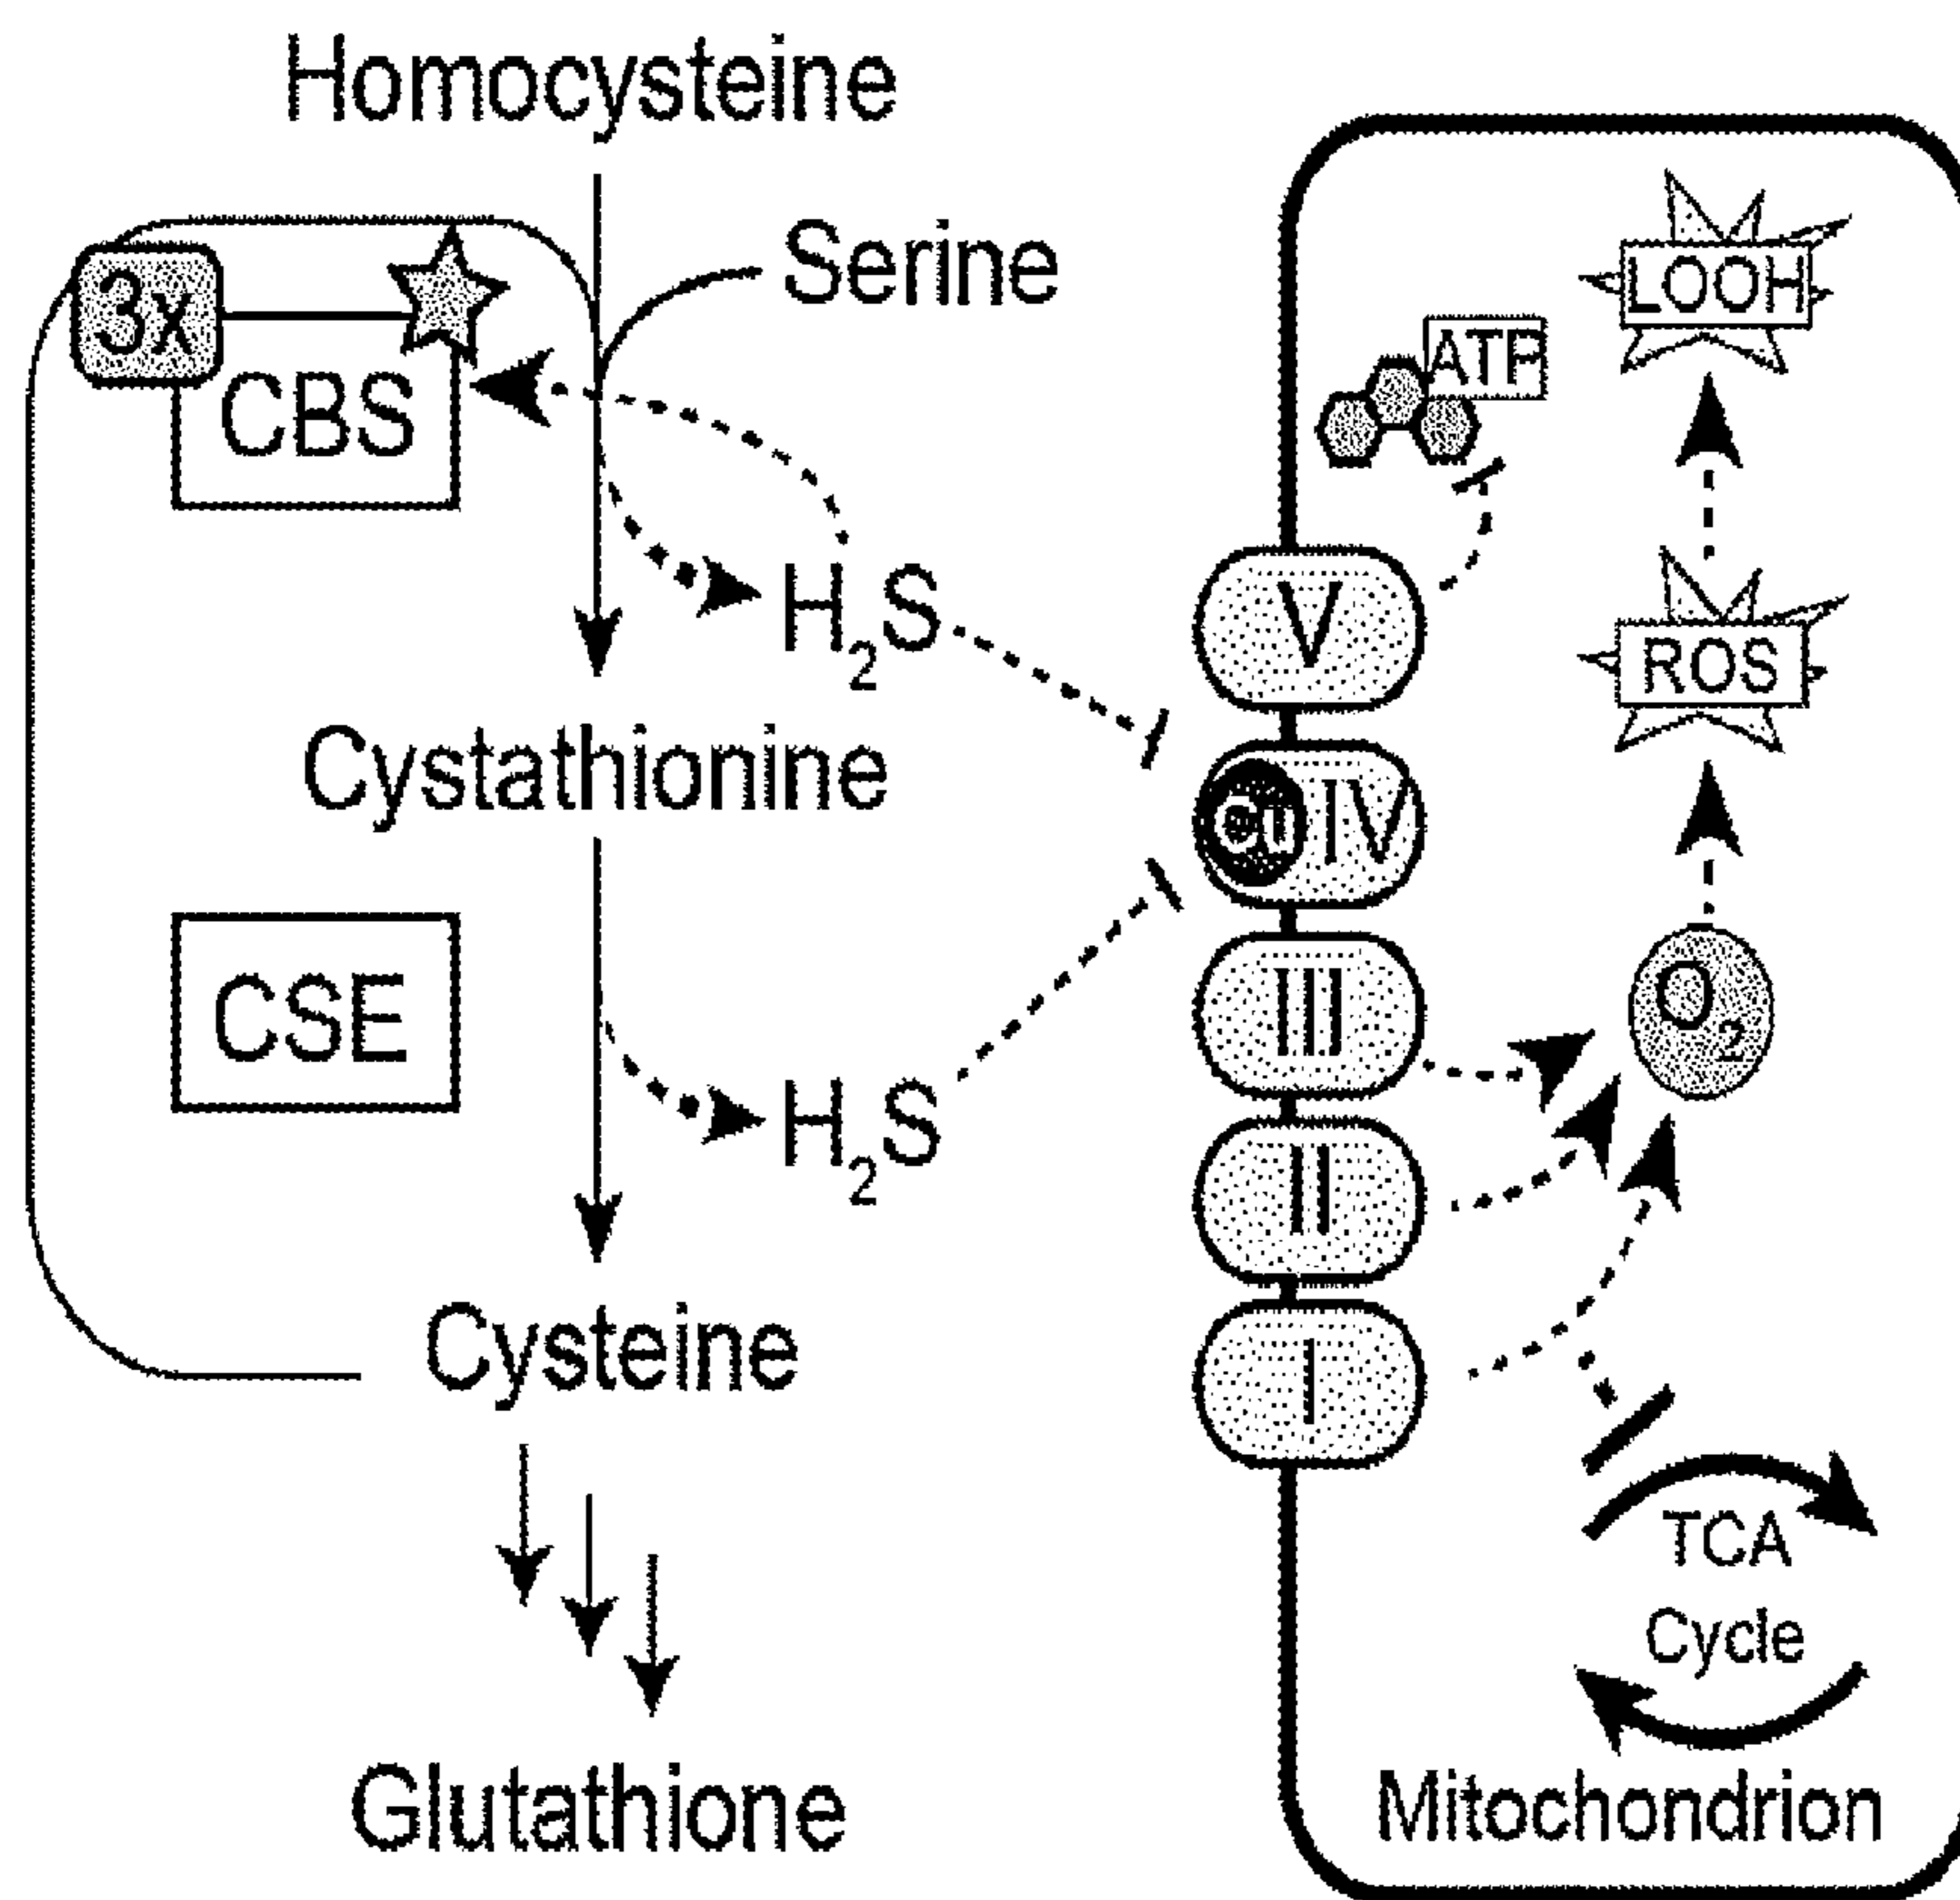 Homocysteine
Serine
3x
CBS
H2S
Cystathionine
CSE
H2S
Cysteine
Glutathione
LOOH
ATP
V
ROS
Cu IV
III
O2
II
I
TCA
Cycle
Mitochondrion